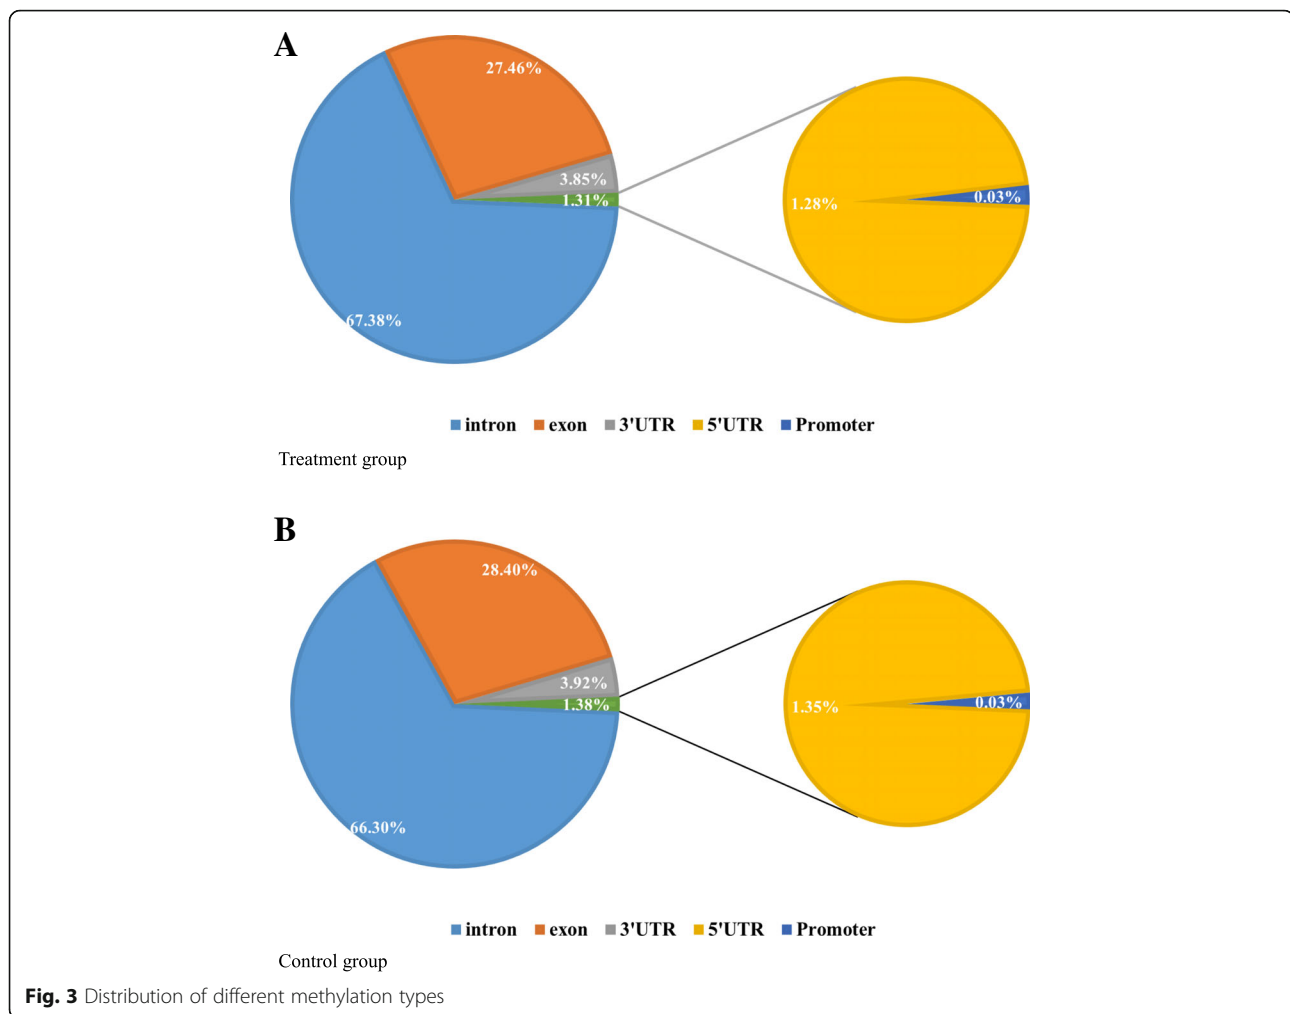 A
27.46%
3.85%
1.31%
67.38%
1.28%
0.03%
intron exon 3'UTR 5'UTR Promoter
Treatment group
B
28.40%
3.92%
1.38%
66.30%
1.35%
0.03%
intron exon 3'UTR 5'UTR Promoter
Control group
Fig. 3 Distribution of different methylation types